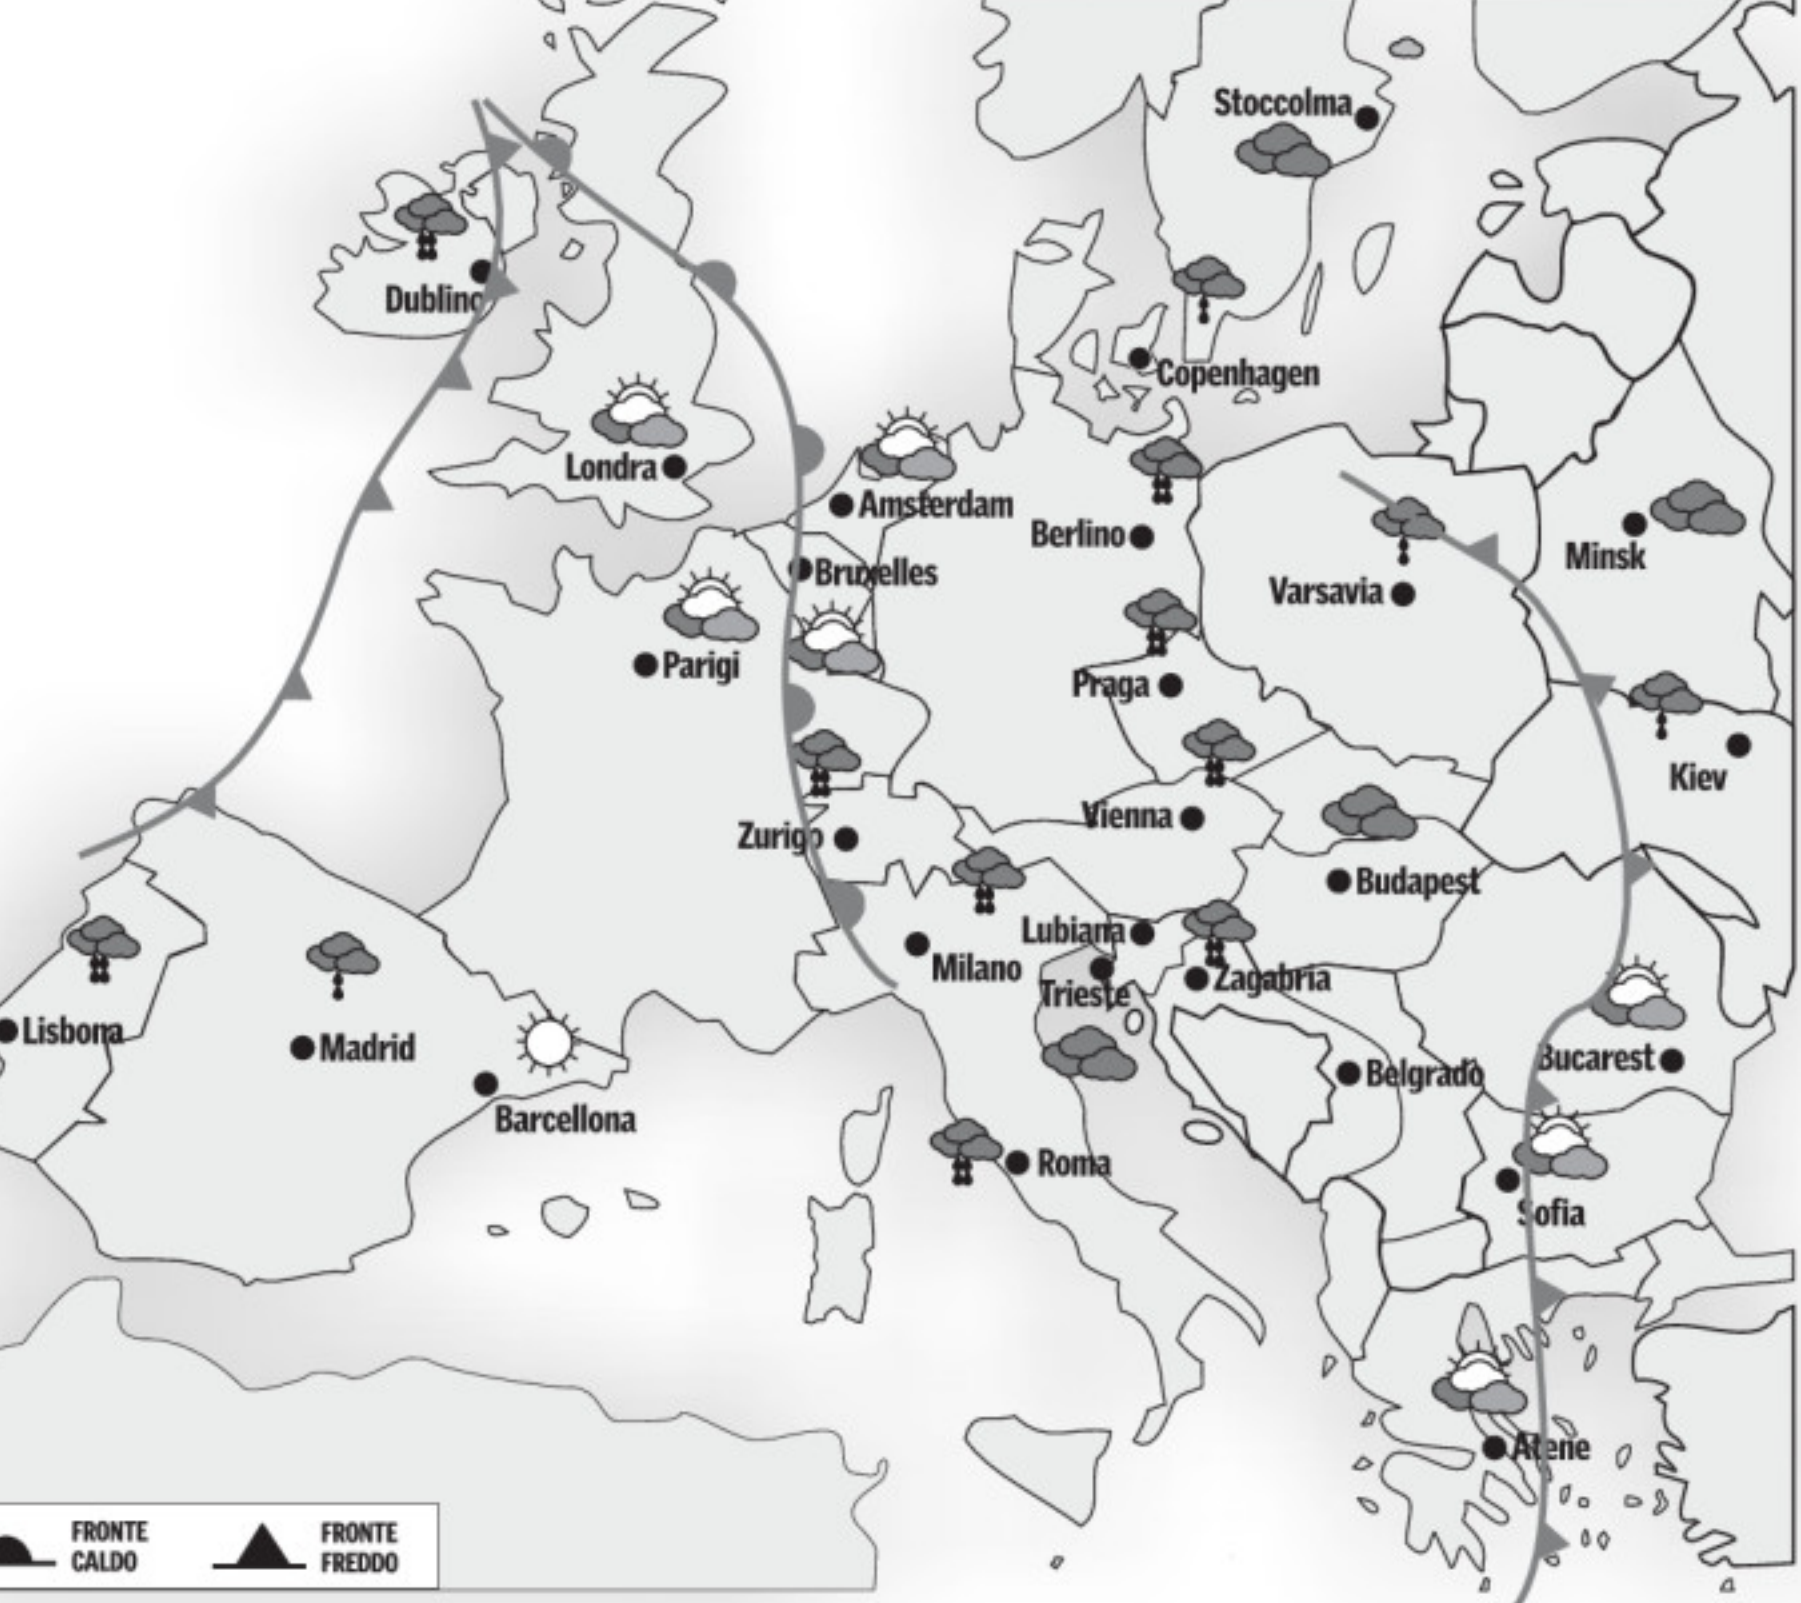 Stoccolma
Dublino
Copenhagen
Londra
Amsterdam
Berlino
Minsk
Bruxelles
Varsavia
Parigi
Praga
Kiev
Vienna
Zurigo
Budapest
Lubiana
Milano
Zagabria
Trieste
Lisbona
Madrid
Bucarest
Belgrado
Barcellona
Roma
Sofia
Atene
FRONTE
CALDO
FRONTE
FREDDO